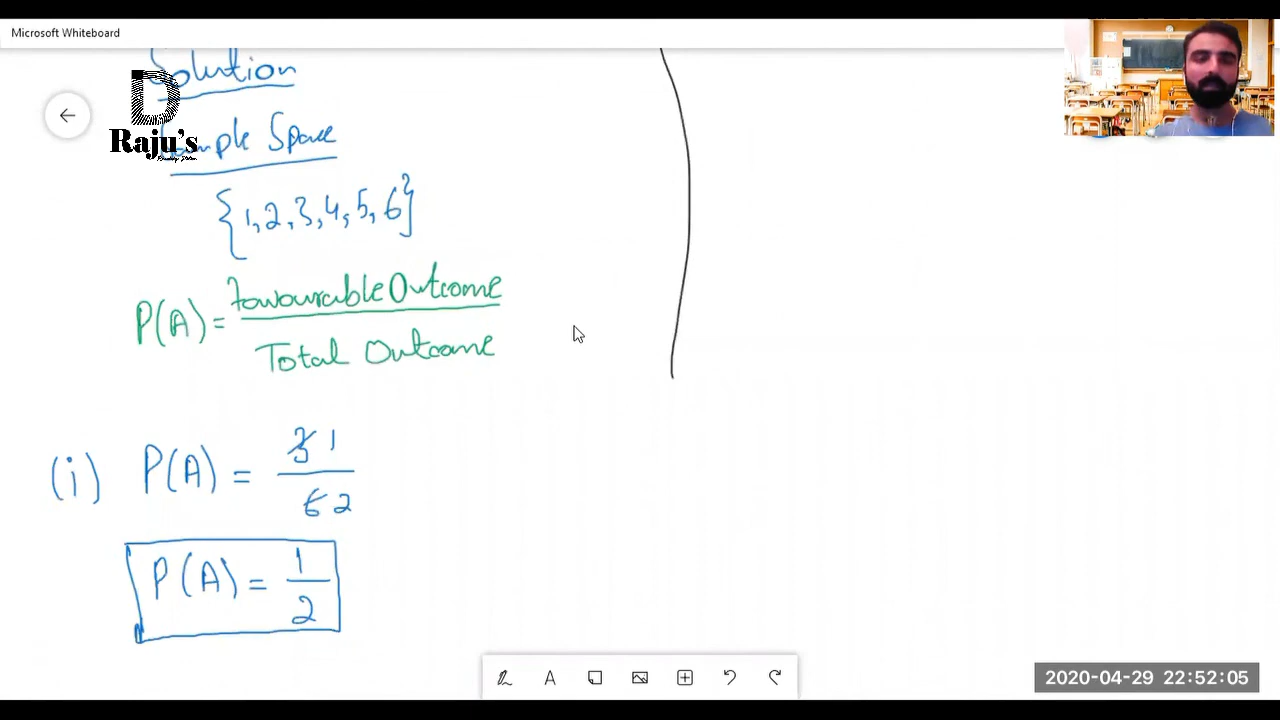 Microsoft Whiteboard
Solution
D
Raju's
Sample Space
{1,2,3,4,5,6}
P(A) = Favourable Outcome
Total Outcome
(i) P(A) = 3 1
6 2
P(A) = 1
2
A
2020-04-29 22:52:05